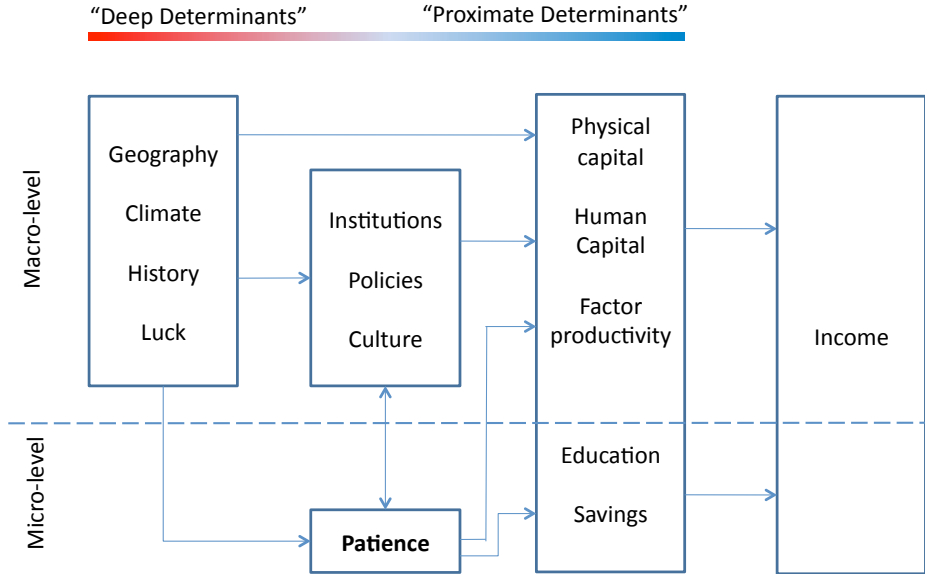 “Deep Determinants”
“Proximate Determinants”
Macro-level
Geography
Climate
History
Luck
Institutions
Policies
Culture
Physical
capital
Human
Capital
Factor
productivity
Income
Micro-level
Patience
Education
Savings